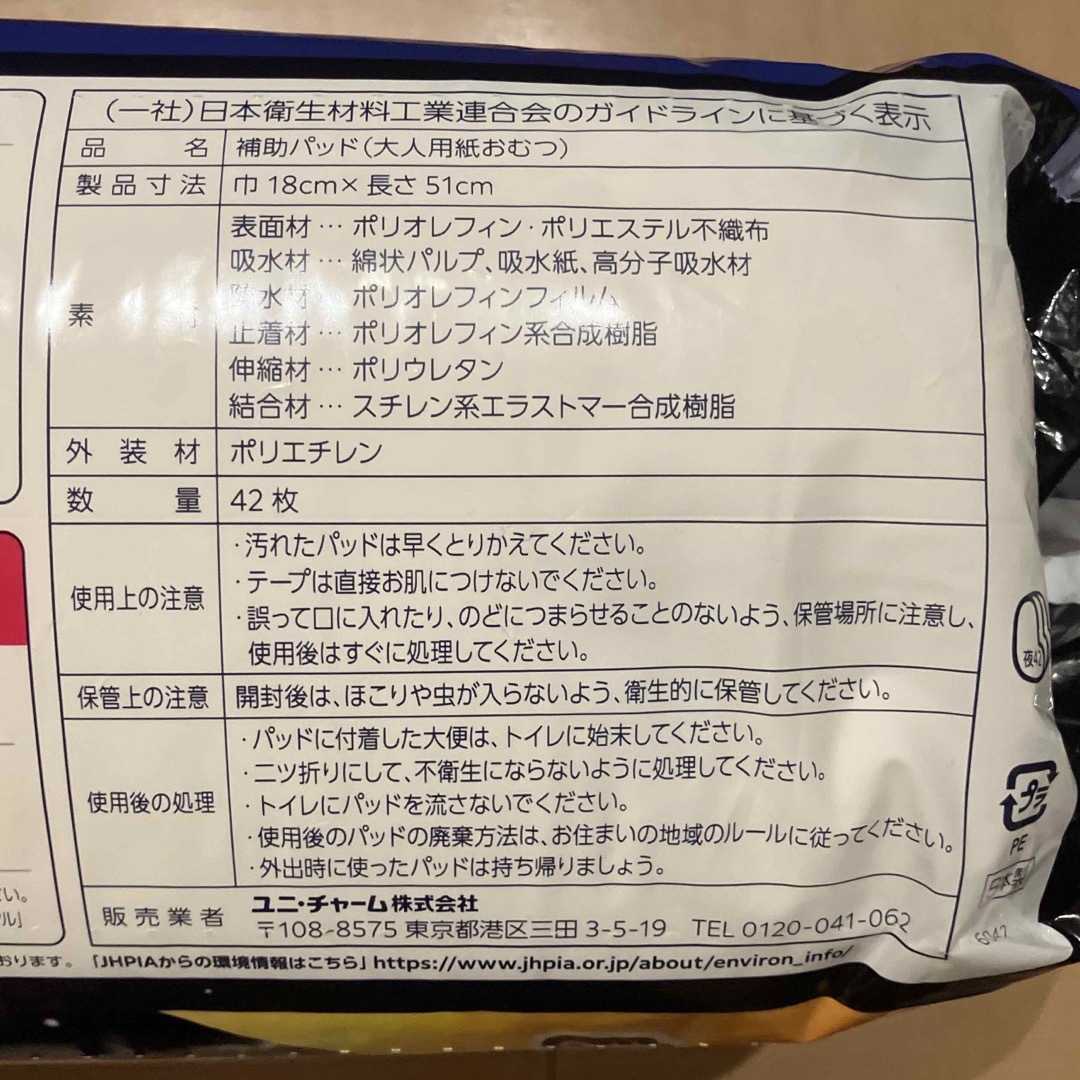 (一社)日本衛生材料工業連合会のガイドラインに基づく表示
品名 補助パッド(大人用紙おむつ)
製品寸法 巾18cm×長さ51cm
素材
表面材…ポリオレフィン・ポリエステル不織布
吸水材…綿状パルプ、吸水紙、高分子吸水材
防水材…ポリオレフィンフィルム
止着材…ポリオレフィン系合成樹脂
伸縮材…ポリウレタン
結合材…スチレン系エラストマー合成樹脂
外装材 ポリエチレン
数量 42枚
使用上の注意
・汚れたパッドは早くとりかえてください。
・テープは直接お肌につけないでください。
・誤って口に入れたり、のどにつまらせることのないよう、保管場所に注意し、
使用後はすぐに処理してください。
保管上の注意 開封後は、ほこりや虫が入らないよう、衛生的に保管してください。
使用後の処理
・パッドに付着した大便は、トイレに始末してください。
・二ツ折りにして、不衛生にならないように処理してください。
・トイレにパッドを流さないでください。
・使用後のパッドの廃棄方法は、お住まいの地域のルールに従ってください。
・外出時に使ったパッドは持ち帰りましょう。
販売業者 ユニ・チャーム株式会社
〒108-8575 東京都港区三田3-5-19 TEL 0120-041-062
おります。「JHPIAからの環境情報はこちら」https://www.jhpia.or.jp/about/environ_info/
夜42
プラ
PE
日本製
6042
さい。